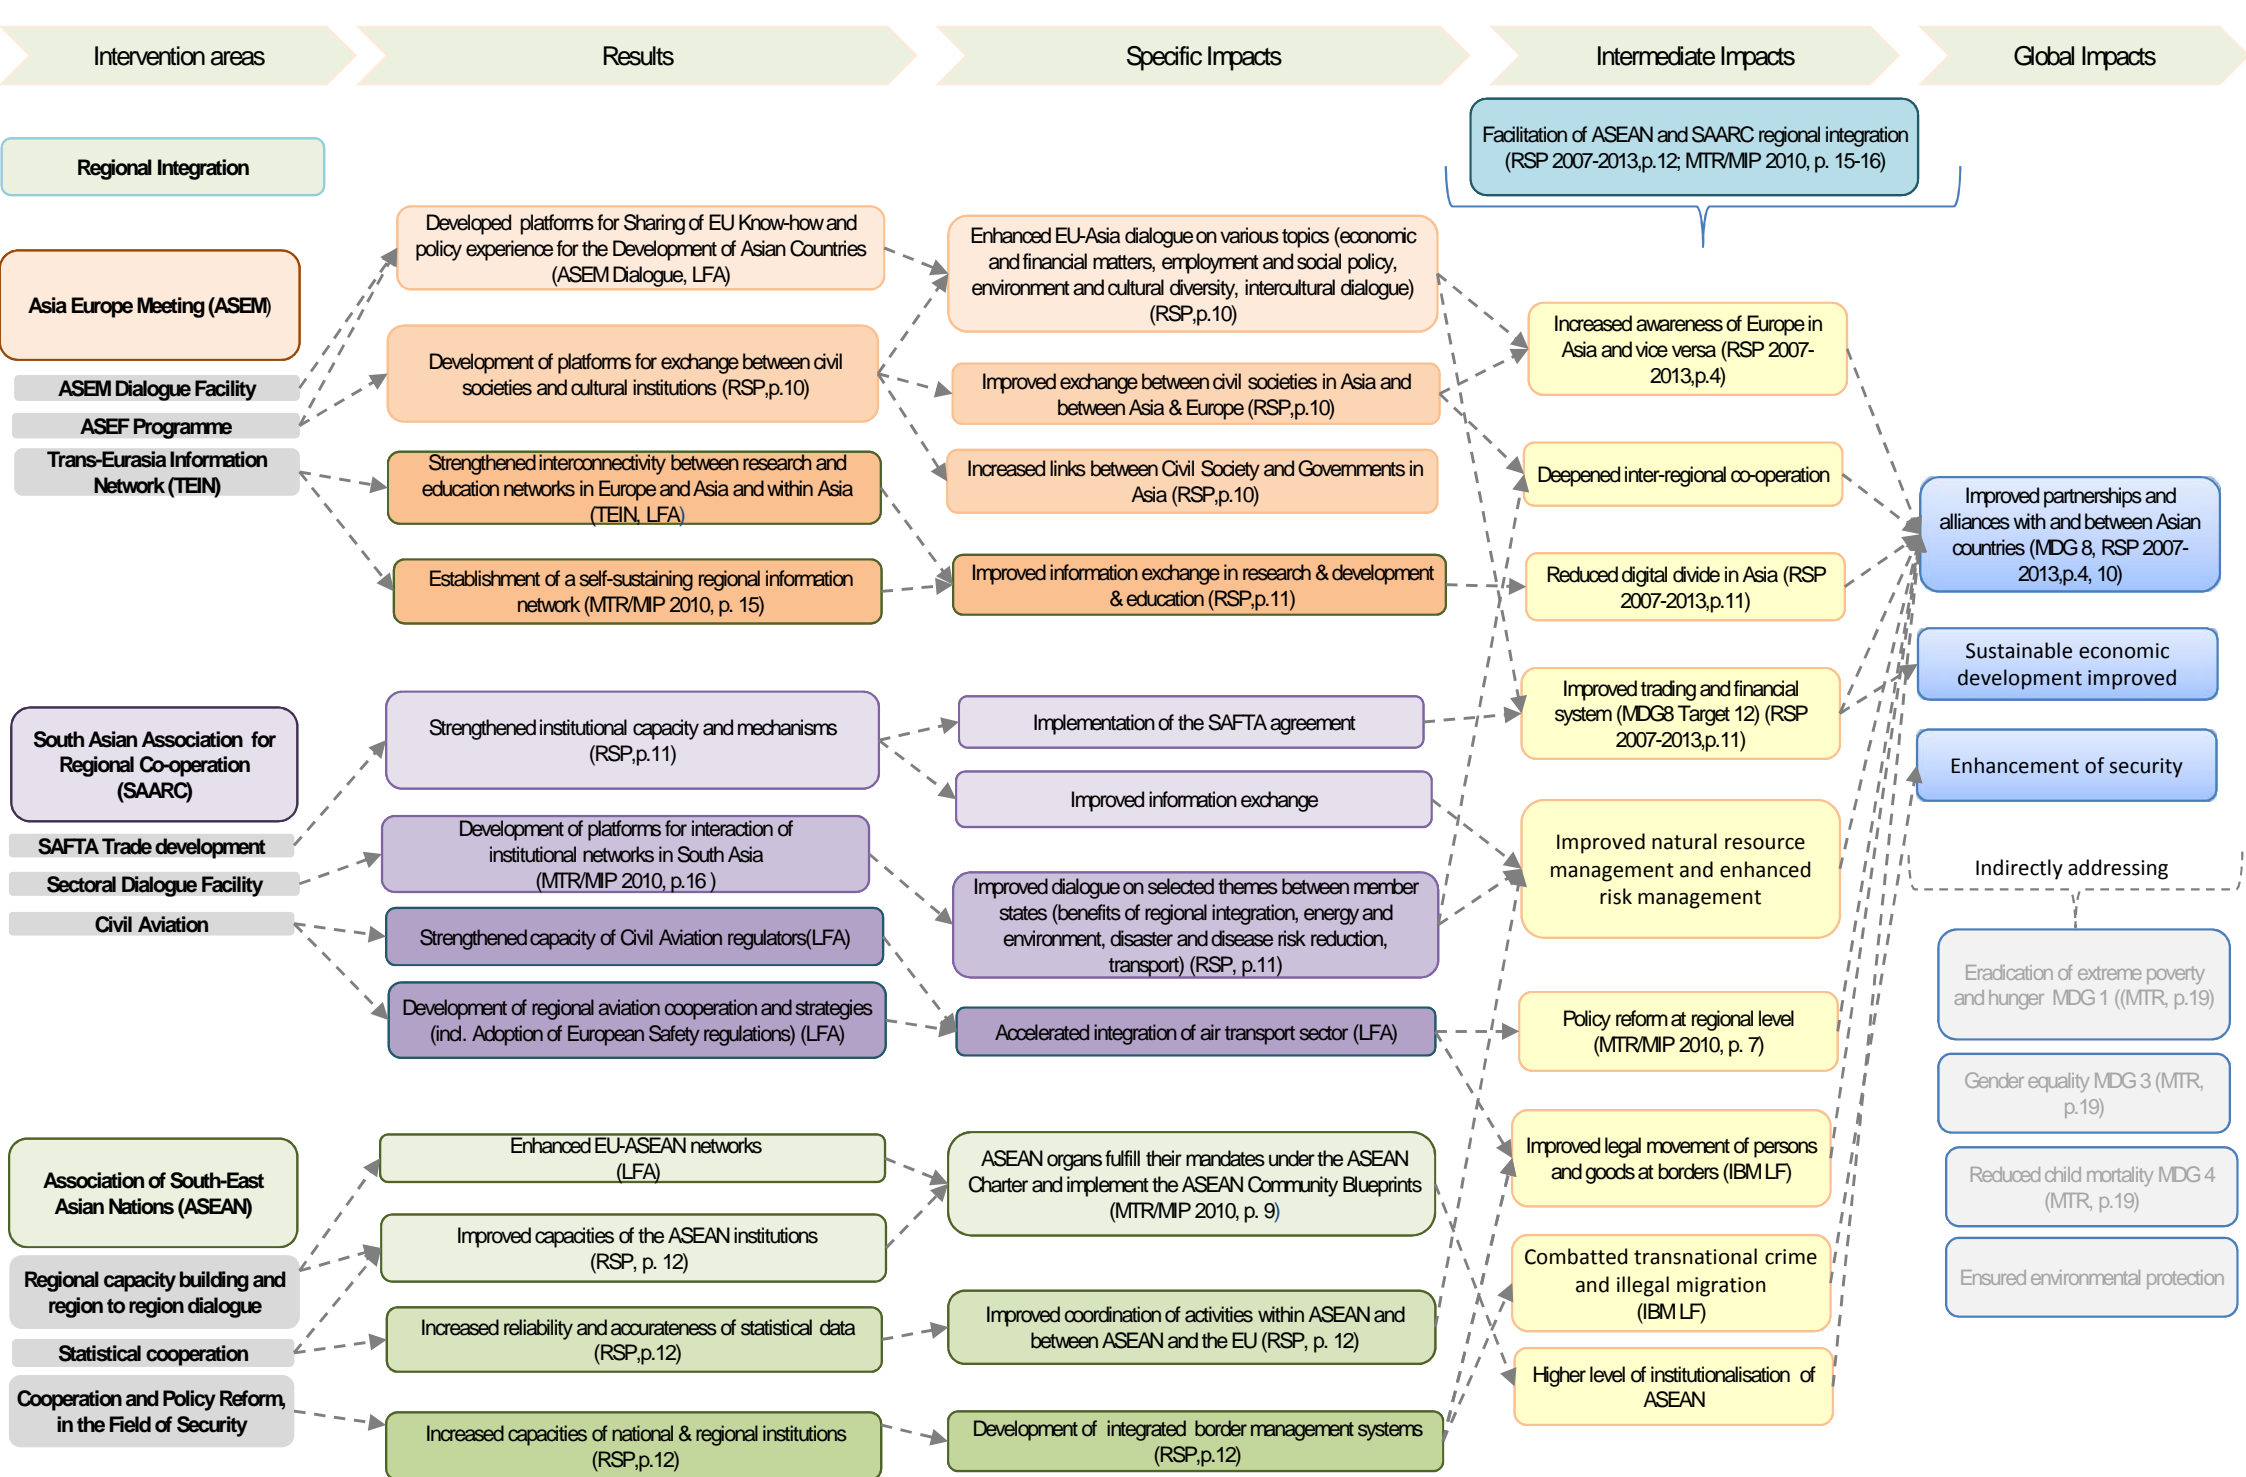 Intervention areas
Results
Specific Impacts
Intermediate Impacts
Global Impacts
Regional Integration
Facilitation of ASEAN and SAARC regional integration
(RSP 2007-2013,p.12; MTR/MIP 2010, p. 15-16)
Asia Europe Meeting (ASEM)
ASEM Dialogue Facility
ASEF Programme
Trans-Eurasia Information
Network (TEIN)
Developed platforms for Sharing of EU Know-how and
policy experience for the Development of Asian Countries
(ASEM Dialogue, LFA)
Development of platforms for exchange between civil
societies and cultural institutions (RSP,p.10)
Strengthened interconnectivity between research and
education networks in Europe and Asia and within Asia
(TEIN, LFA)
Establishment of a self-sustaining regional information
network (MTR/MIP 2010, p. 15)
Enhanced EU-Asia dialogue on various topics (economic
and financial matters, employment and social policy,
environment and cultural diversity, intercultural dialogue)
(RSP,p.10)
Improved exchange between civil societies in Asia and
between Asia & Europe (RSP,p.10)
Increased links between Civil Society and Governments in
Asia (RSP,p.10)
Improved information exchange in research & development
& education (RSP,p.11)
Increased awareness of Europe in
Asia and vice versa (RSP 2007-
2013,p.4)
Deepened inter-regional co-operation
Reduced digital divide in Asia (RSP
2007-2013,p.11)
Improved trading and financial
system (MDG8 Target 12) (RSP
2007-2013,p.11)
Improved partnerships and
alliances with and between Asian
countries (MDG 8, RSP 2007-
2013,p.4, 10)
Sustainable economic
development improved
Enhancement of security
South Asian Association for
Regional Co-operation
(SAARC)
SAFTA Trade development
Sectoral Dialogue Facility
Civil Aviation
Strengthened institutional capacity and mechanisms
(RSP,p.11)
Development of platforms for interaction of
institutional networks in South Asia
(MTR/MIP 2010, p.16 )
Strengthened capacity of Civil Aviation regulators(LFA)
Development of regional aviation cooperation and strategies
(incl. Adoption of European Safety regulations) (LFA)
Implementation of the SAFTA agreement
Improved information exchange
Improved dialogue on selected themes between member
states (benefits of regional integration, energy and
environment, disaster and disease risk reduction,
transport) (RSP, p.11)
Accelerated integration of air transport sector (LFA)
Improved natural resource
management and enhanced
risk management
Policy reform at regional level
(MTR/MIP 2010, p. 7)
Improved legal movement of persons
and goods at borders (IBM LF)
Combatted transnational crime
and illegal migration
(IBM LF)
Higher level of institutionalisation of
ASEAN
Indirectly addressing
Eradication of extreme poverty
and hunger MDG 1 ((MTR, p.19)
Gender equality MDG 3 (MTR,
p.19)
Reduced child mortality MDG 4
(MTR, p.19)
Ensured environmental protection
Association of South-East
Asian Nations (ASEAN)
Regional capacity building and
region to region dialogue
Statistical cooperation
Cooperation and Policy Reform,
in the Field of Security
Enhanced EU-ASEAN networks
(LFA)
Improved capacities of the ASEAN institutions
(RSP, p. 12)
Increased reliability and accurateness of statistical data
(RSP,p.12)
Increased capacities of national & regional institutions
(RSP,p.12)
ASEAN organs fulfill their mandates under the ASEAN
Charter and implement the ASEAN Community Blueprints
(MTR/MIP 2010, p. 9)
Improved coordination of activities within ASEAN and
between ASEAN and the EU (RSP, p. 12)
Development of integrated border management systems
(RSP,p.12)